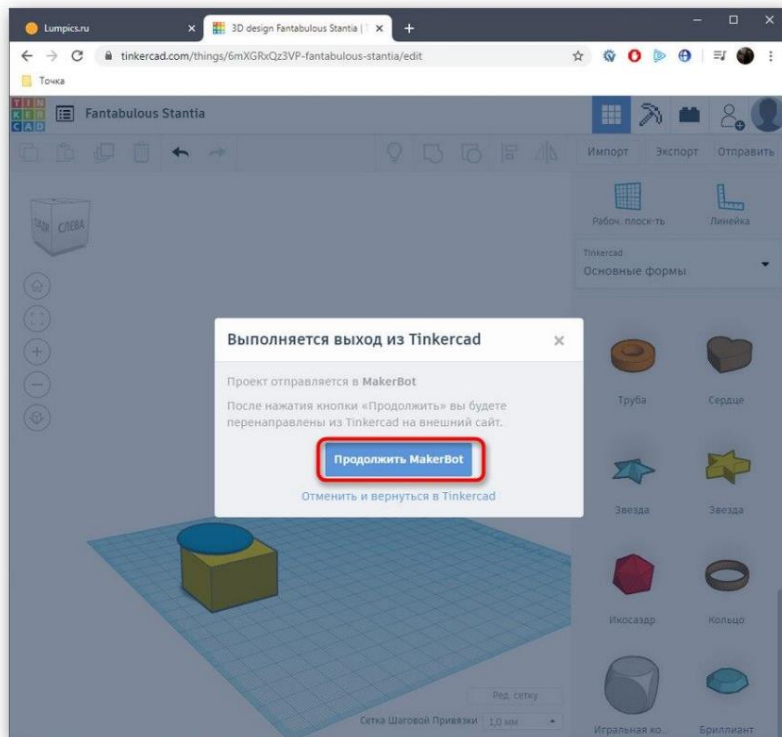 Lumpics.ru
3D design Fantabulous Stantia | T
tinkercad.com/things/6mXGRxQz3VP-fantabulous-stantia/edit
Точка
TIN
KER
CAD
Fantabulous Stantia
Импорт Экспорт Отправить
Рабоч. плоск-ть Линейка
СЛЕВА
Tinkercad
Основные формы
Выполняется выход из Tinkercad
Проект отправляется в MakerBot
После нажатия кнопки «Продолжить» вы будете
перенаправлены из Tinkercad на внешний сайт.
Продолжить MakerBot
Отменить и вернуться в Tinkercad
Труба Сердце
Звезда Звезда
Икосаэдр Кольцо
Игральная ко... Бриллиант
Ред. сетку
Сетка Шаговой Привязки 1,0 мм